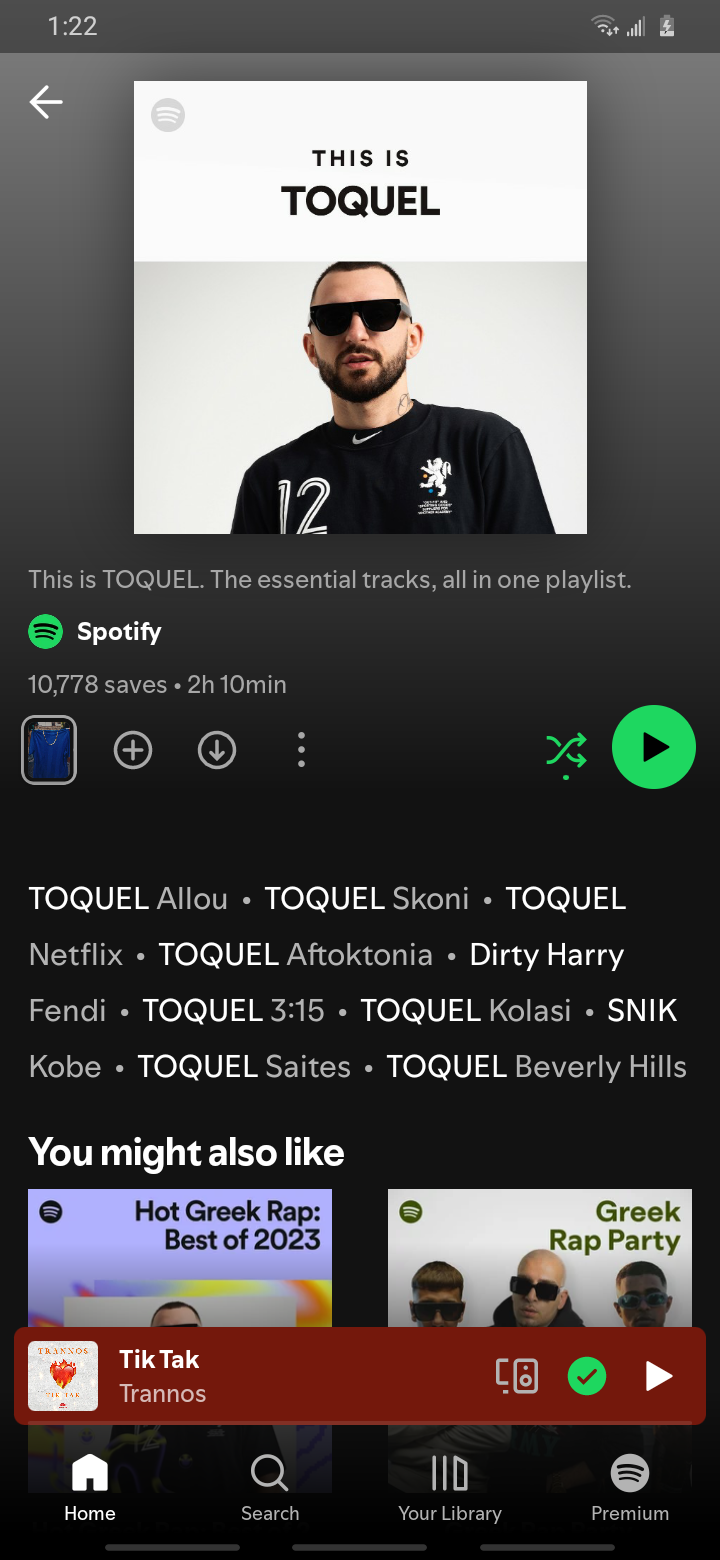 1:22
THIS IS
TOQUEL
12
This is TOQUEL. The essential tracks, all in one playlist.
Spotify
10,778 saves • 2h 10min
TOQUEL Allou • TOQUEL Skoni • TOQUEL
Netflix • TOQUEL Aftoktonia • Dirty Harry
Fendi • TOQUEL 3:15 • TOQUEL Kolasi • SNIK
Kobe • TOQUEL Saites • TOQUEL Beverly Hills
You might also like
Hot Greek Rap:
Best of 2023
Greek
Rap Party
TRANNOS
TIK TAK
Tik Tak
Trannos
Home
Search
Your Library
Premium